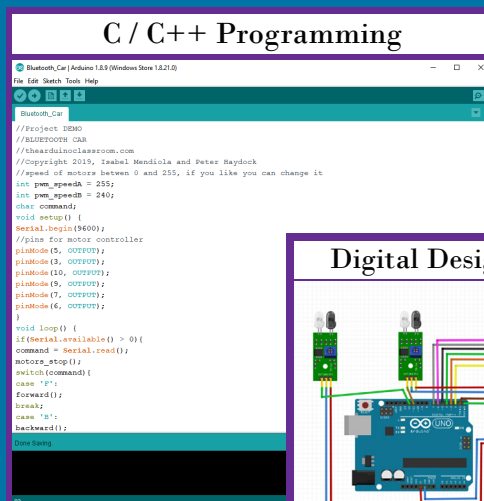 C / C++ Programming
Bluetooth_Car | Arduino 1.8.9 (Windows Store 1.8.21.0)
File Edit Sketch Tools Help
Bluetooth_Car
//Project DEMO
//BLUETOOTH CAR
//thearduinoclassroom.com
//Copyright 2019, Isabel Mendiola and Peter Haydock
//speed of motors betwen 0 and 255, if you like you can change it
int pwm_speedA = 255;
int pwm_speedB = 240;
char command;
void setup() {
Serial.begin(9600);
//pins for motor controller
pinMode(5, OUTPUT);
pinMode(3, OUTPUT);
pinMode(10, OUTPUT);
pinMode(9, OUTPUT);
pinMode(7, OUTPUT);
pinMode(6, OUTPUT);
}
void loop() {
if(Serial.available() > 0){
command = Serial.read();
motors_stop();
switch(command){
case 'F':
forward();
break;
case 'B':
backward();
Done Saving.
Digital Desi
UNO